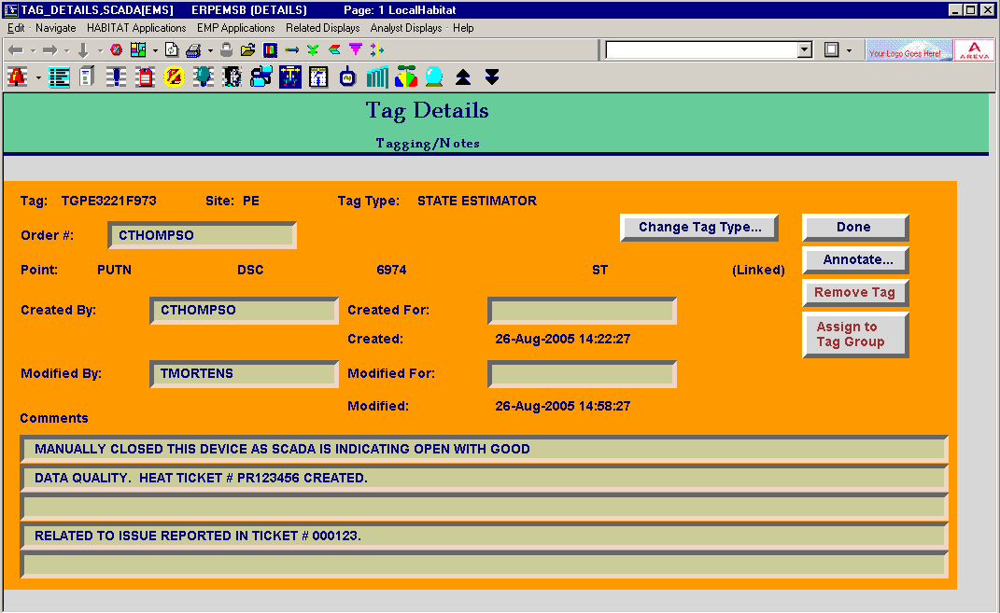 TAG_DETAILS,SCADA[EMS] ERPEMSB (DETAILS) Page: 1 LocalHabitat
Edit Navigate HABITAT Applications EMP Applications Related Displays Analyst Displays Help
Your Logo Goes Here!
AREVA
Tag Details
Tagging/Notes
Tag: TGPE3221F973 Site: PE Tag Type: STATE ESTIMATOR
Change Tag Type... Done
Order #: CTHOMPSO
Annotate...
Point: PUTN DSC 6974 ST (Linked)
Remove Tag
Created By: CTHOMPSO Created For:
Assign to
Tag Group
Created: 26-Aug-2005 14:22:27
Modified By: TMORTENS Modified For:
Modified: 26-Aug-2005 14:58:27
Comments
MANUALLY CLOSED THIS DEVICE AS SCADA IS INDICATING OPEN WITH GOOD
DATA QUALITY. HEAT TICKET # PR123456 CREATED.
RELATED TO ISSUE REPORTED IN TICKET # 000123.